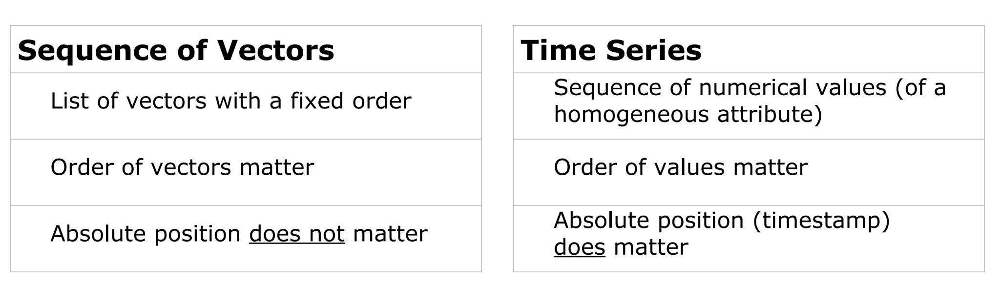 Sequence of Vectors
List of vectors with a fixed order
Order of vectors matter
Absolute position does not matter
Time Series
Sequence of numerical values (of a
homogeneous attribute)
Order of values matter
Absolute position (timestamp)
does matter